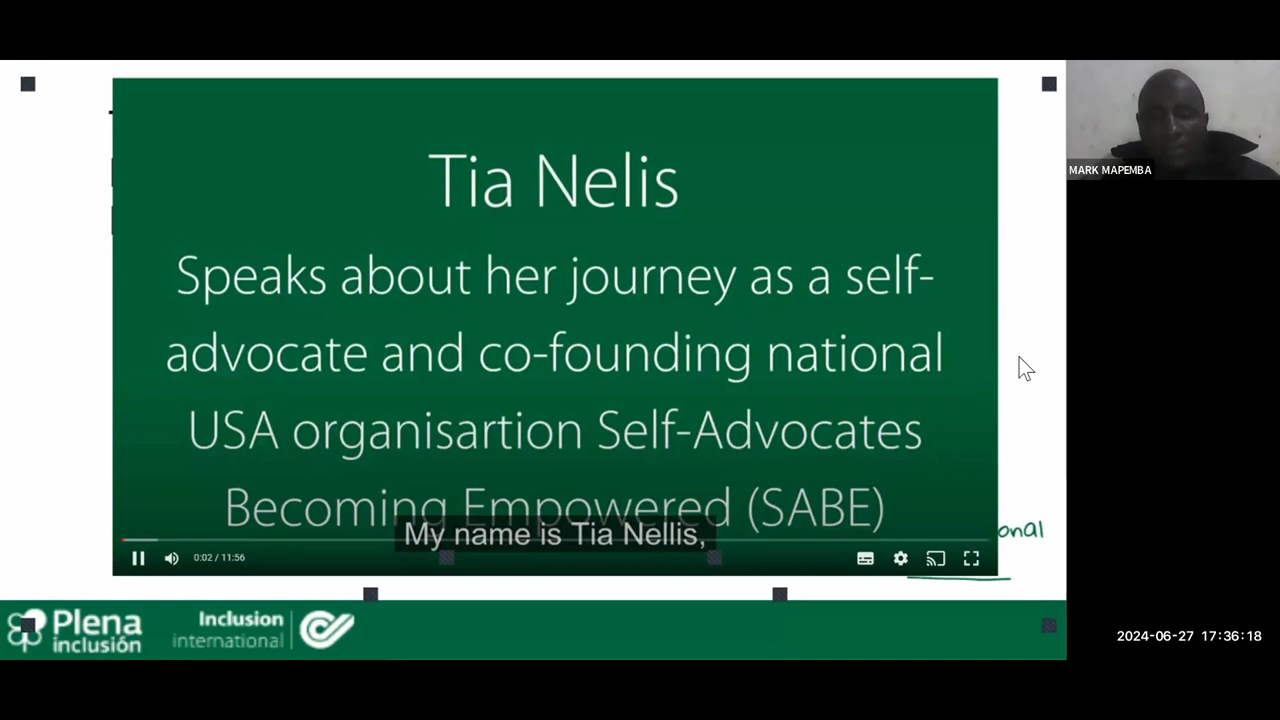 Tia Nelis
Speaks about her journey as a self-
advocate and co-founding national
USA organisartion Self-Advocates
Becoming Empowered (SABE)
My name is Tia Nellis,
0:02 / 11:56
onal
Plena
inclusión
Inclusion
international
MARK MAPEMBA
2024-06-27 17:36:18